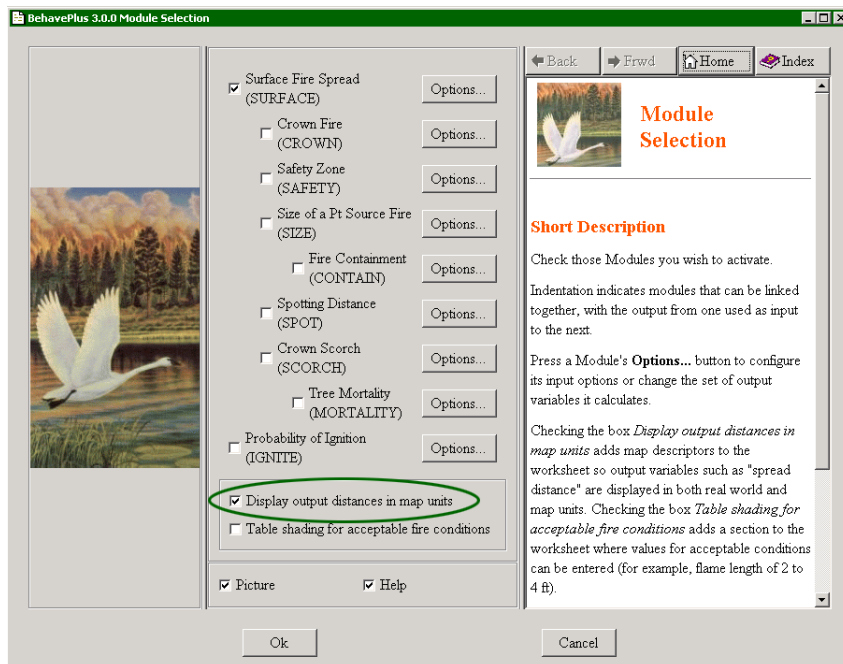 BehavePlus 3.0.0 Module Selection
Surface Fire Spread
(SURFACE)
Options...
Crown Fire
(CROWN)
Options...
Safety Zone
(SAFETY)
Options...
Size of a Pt Source Fire
(SIZE)
Options...
Fire Containment
(CONTAIN)
Options...
Spotting Distance
(SPOT)
Options...
Crown Scorch
(SCORCH)
Options...
Tree Mortality
(MORTALITY)
Options...
Probability of Ignition
(IGNITE)
Options...
Display output distances in map units
Table shading for acceptable fire conditions
Picture
Help
Back
Frwd
Home
Index
Module
Selection
Short Description
Check those Modules you wish to activate.
Indentation indicates modules that can be linked
together, with the output from one used as input
to the next.
Press a Module's Options... button to configure
its input options or change the set of output
variables it calculates.
Checking the box Display output distances in
map units adds map descriptors to the
worksheet so output variables such as "spread
distance" are displayed in both real world and
map units. Checking the box Table shading for
acceptable fire conditions adds a section to the
worksheet where values for acceptable conditions
can be entered (for example, flame length of 2 to
4 ft).
Ok
Cancel